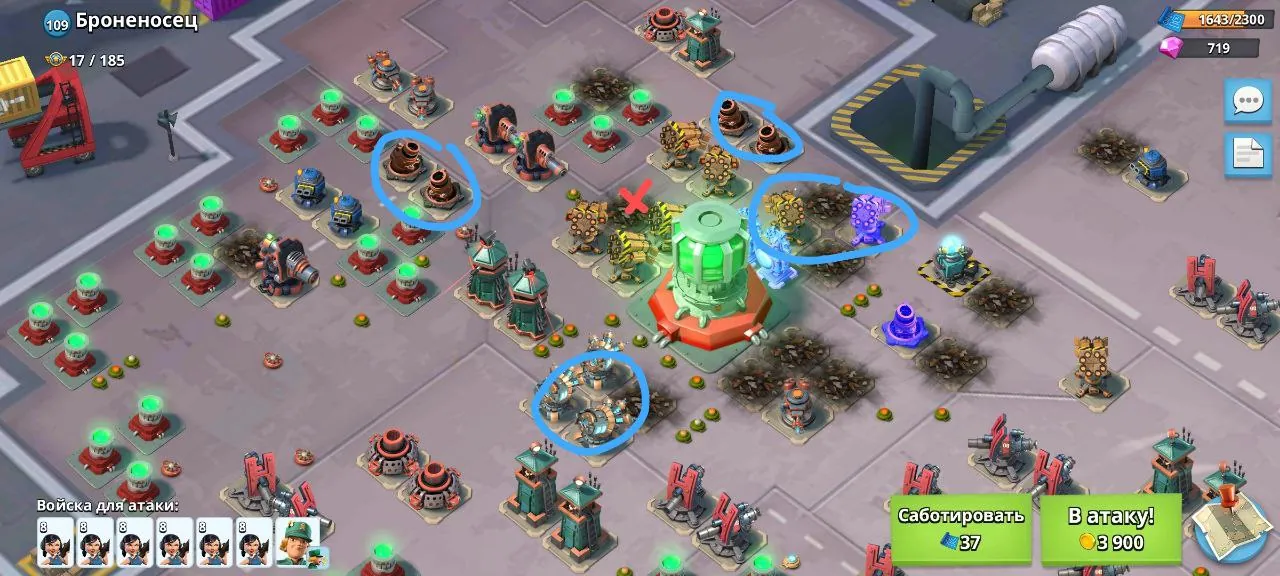 109 Броненосец
17 / 185
1643/2300
719
Войска для атаки:
8 8 8 8 8 8
Саботировать
37
В атаку!
3 900